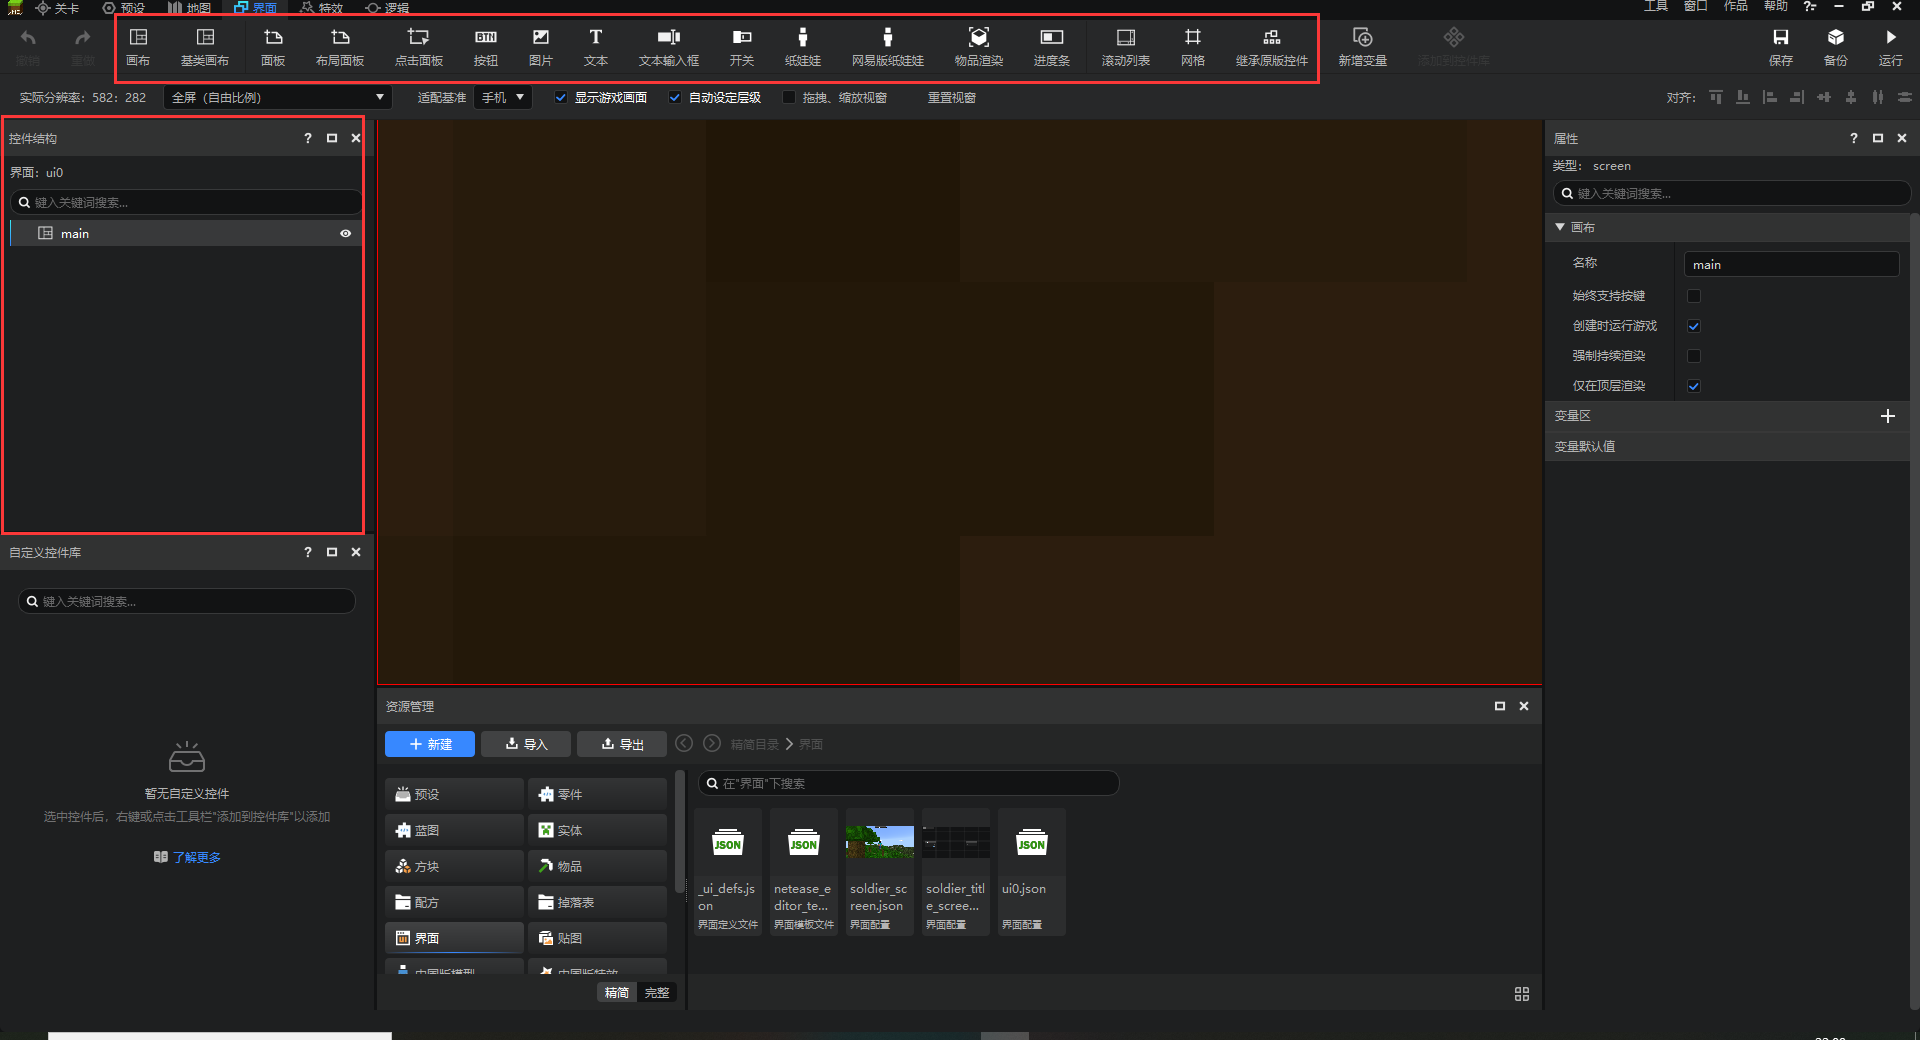 关卡 预设 地图 界面 特效 逻辑 工具 窗口 作品 帮助
撤销 重做 画布 基类画布 面板 布局面板 点击面板 按钮 图片 文本 文本输入框 开关 纸娃娃 网易版纸娃娃 物品渲染 进度条 滚动列表 网格 继承原版控件 新增变量 添加到控件库 保存 备份 运行
BTN
T
实际分辨率：582：282 全屏（自由比例） 适配基准 手机 显示游戏画面 自动设定层级 拖拽、缩放视窗 重置视窗 对齐：
控件结构
界面：ui0
键入关键词搜索...
main
自定义控件库
键入关键词搜索...
暂无自定义控件
选中控件后，右键或点击工具栏"添加到控件库"以添加
了解更多
资源管理
新建 导入 导出 精简目录 界面
预设 零件
蓝图 实体
方块 物品
配方 掉落表
界面 贴图
中国版模型 中国版特效
精简 完整
在"界面"下搜索
JSON
_ui_defs.js
on
界面定义文件
JSON
netease_e
ditor_te...
界面模板文件
soldier_sc
reen.json
界面配置
soldier_titl
e_scree...
界面配置
JSON
ui0.json
界面配置
属性
类型： screen
键入关键词搜索...
画布
名称 main
始终支持按键
创建时运行游戏
强制持续渲染
仅在顶层渲染
变量区
变量默认值